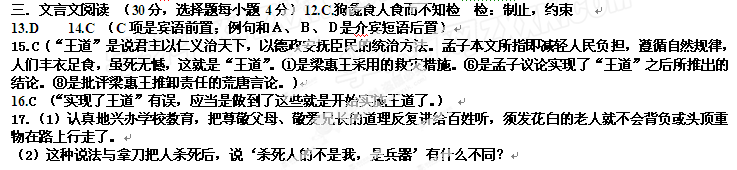 三．文言文阅读 （30分，选择题每小题 4分）12.C.狗彘食人食而不知检　检：制止，约束
13.D　14.C（ C项是宾语前置；例句和A 、B、 D是介宾短语后置）
15.C（“王道”是说君主以仁义治天下，以德政安抚臣民的统治方法。孟子本文所指即减轻人民负担，遵循自然规律，
人们丰衣足食，虽死无憾，这就是“王道”。①是梁惠王采用的救灾措施。⑥是孟子议论实现了“王道”之后所推出的
结论。⑧是批评梁惠王推卸责任的荒唐言论。）
16.C（“实现了王道”有误，应当是做到了这些就是开始实施王道了。）
17.（1）认真地兴办学校教育，把尊敬父母、敬爱兄长的道理反复讲给百姓听，须发花白的老人就不会背负或头顶重
物在路上行走了。
（2）这种说法与拿刀把人杀死后，说‘杀死人的不是我，是兵器’有什么不同？